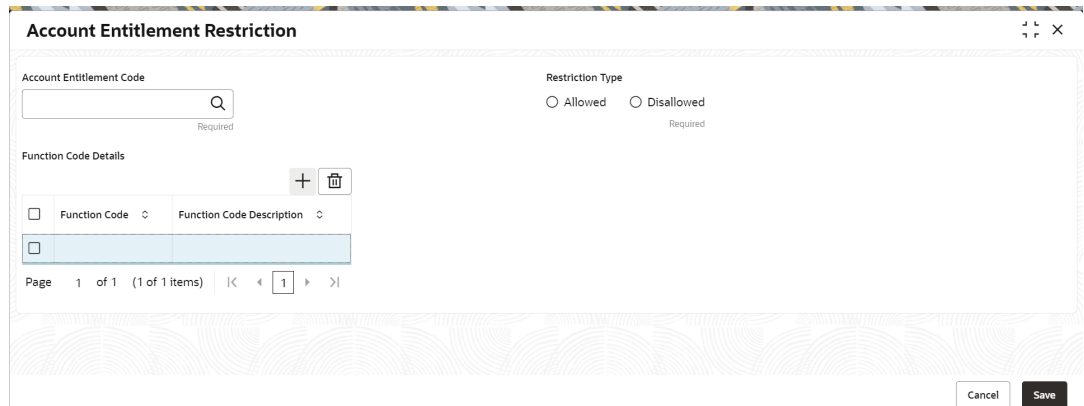 Account Entitlement Restriction
Account Entitlement Code
Required
Restriction Type
Allowed Disallowed
Required
Function Code Details
Function Code Function Code Description
Page 1 of 1 (1 of 1 items) 1
Cancel Save